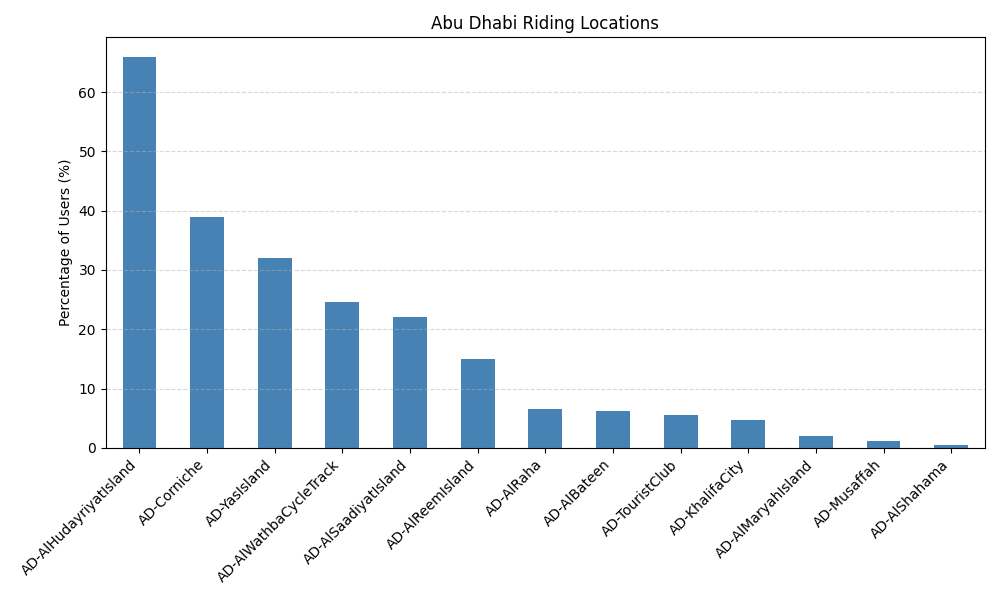 Abu Dhabi Riding Locations
Percentage of Users (%)
60
50
40
30
20
10
0
AD-AlHudayriyatIsland
AD-Corniche
AD-YasIsland
AD-AlWathbaCycleTrack
AD-AlSaadiyatIsland
AD-AlReemIsland
AD-AlRaha
AD-AlBateen
AD-TouristClub
AD-KhalifaCity
AD-AlMaryahIsland
AD-Musaffah
AD-AlShahama